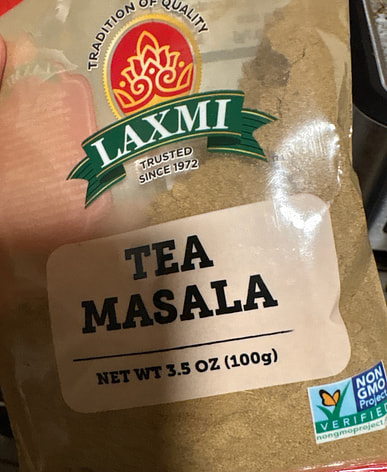 TRADITION OF QUALITY
LAXMI
TRUSTED
SINCE 1972
TEA
MASALA
NET WT 3.5 OZ (100g)
NON
GMO
Project
VERIFIED
nongmoproject.